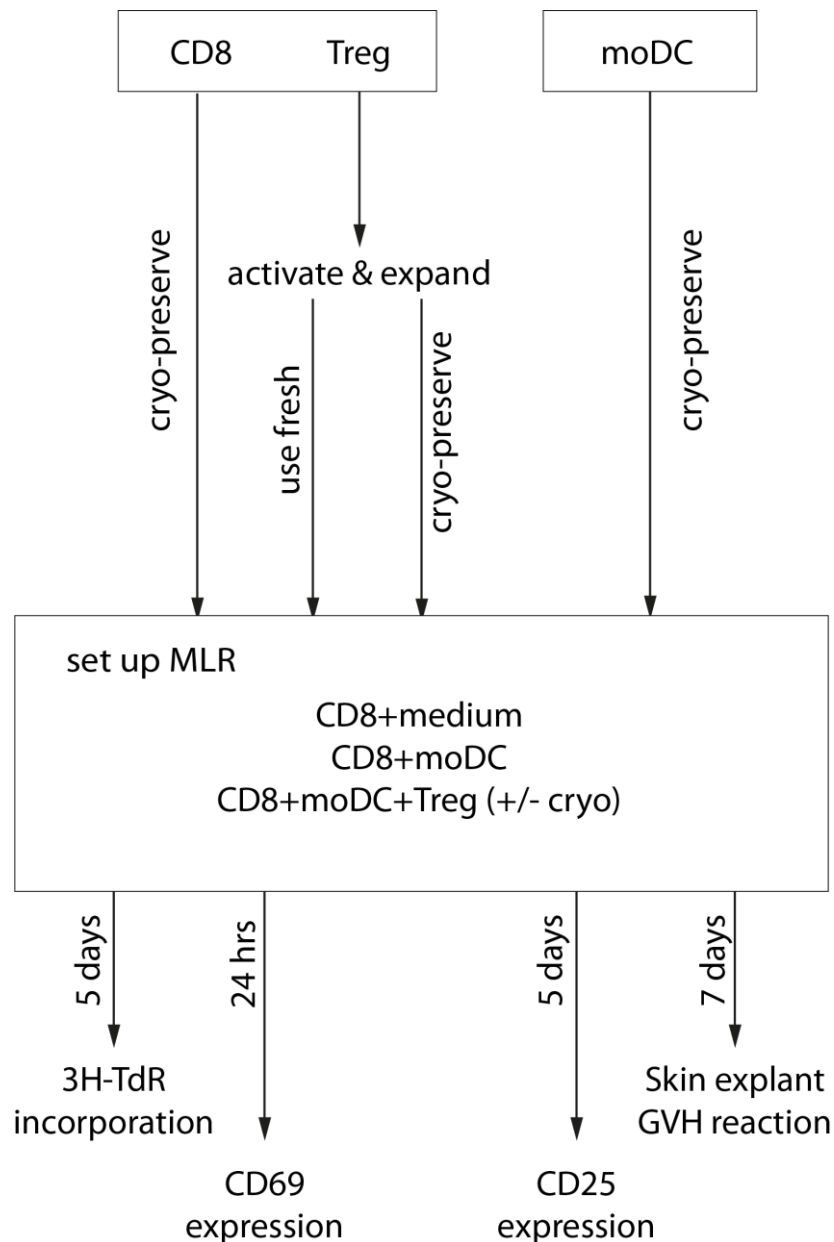 CD8 Treg moDC
cryo-preserve
activate & expand
use fresh
cryo-preserve
cryo-preserve
set up MLR
CD8+medium
CD8+moDC
CD8+moDC+Treg (+/- cryo)
5 days
24 hrs
5 days
7 days
3H-TdR
incorporation
CD69
expression
CD25
expression
Skin explant
GVH reaction